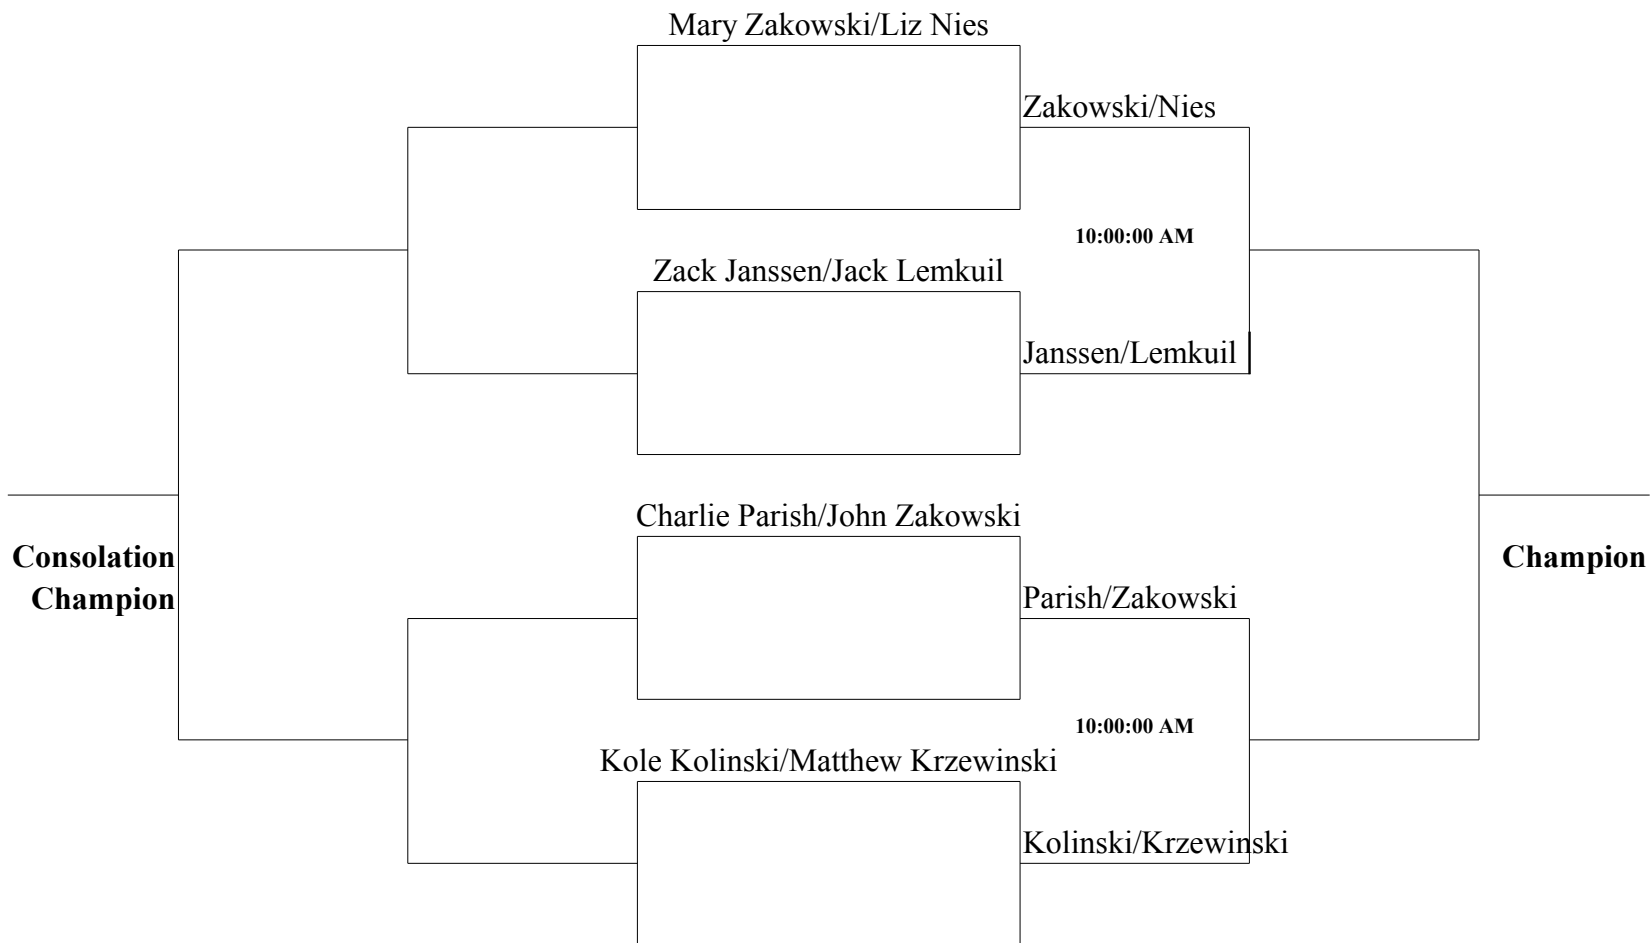 Mary Zakowski/Liz Nies
Zakowski/Nies
10:00:00 AM
Zack Janssen/Jack Lemkuil
Janssen/Lemkuil
Charlie Parish/John Zakowski
Consolation
Champion
Champion
Parish/Zakowski
10:00:00 AM
Kole Kolinski/Matthew Krzewinski
Kolinski/Krzewinski